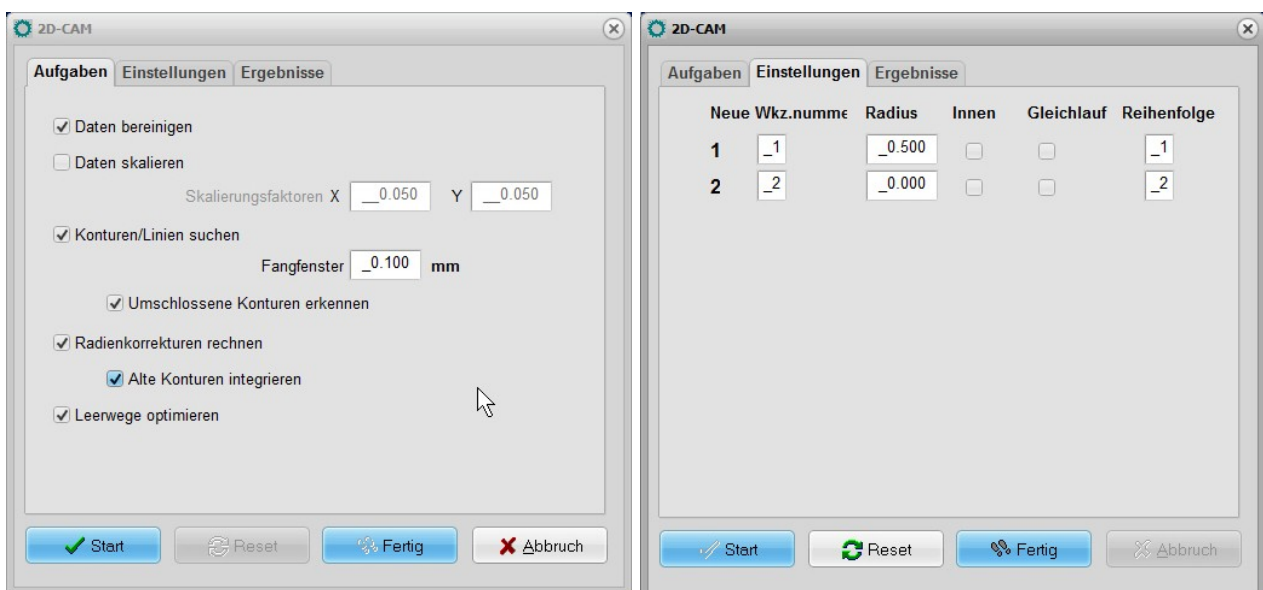 2D-CAM
Aufgaben Einstellungen Ergebnisse
Daten bereinigen
Daten skalieren
Skalierungsfaktoren X __0.050 Y __0.050
Konturen/Linien suchen
Fangfenster _0.100 mm
Umschlossene Konturen erkennen
Radienkorrekturen rechnen
Alte Konturen integrieren
Leerwege optimieren
Start Reset Fertig Abbruch
2D-CAM
Aufgaben Einstellungen Ergebnisse
Neue Wkz.numme Radius Innen Gleichlauf Reihenfolge
1 _1 _0.500 _1
2 _2 _0.000 _2
Start Reset Fertig Abbruch